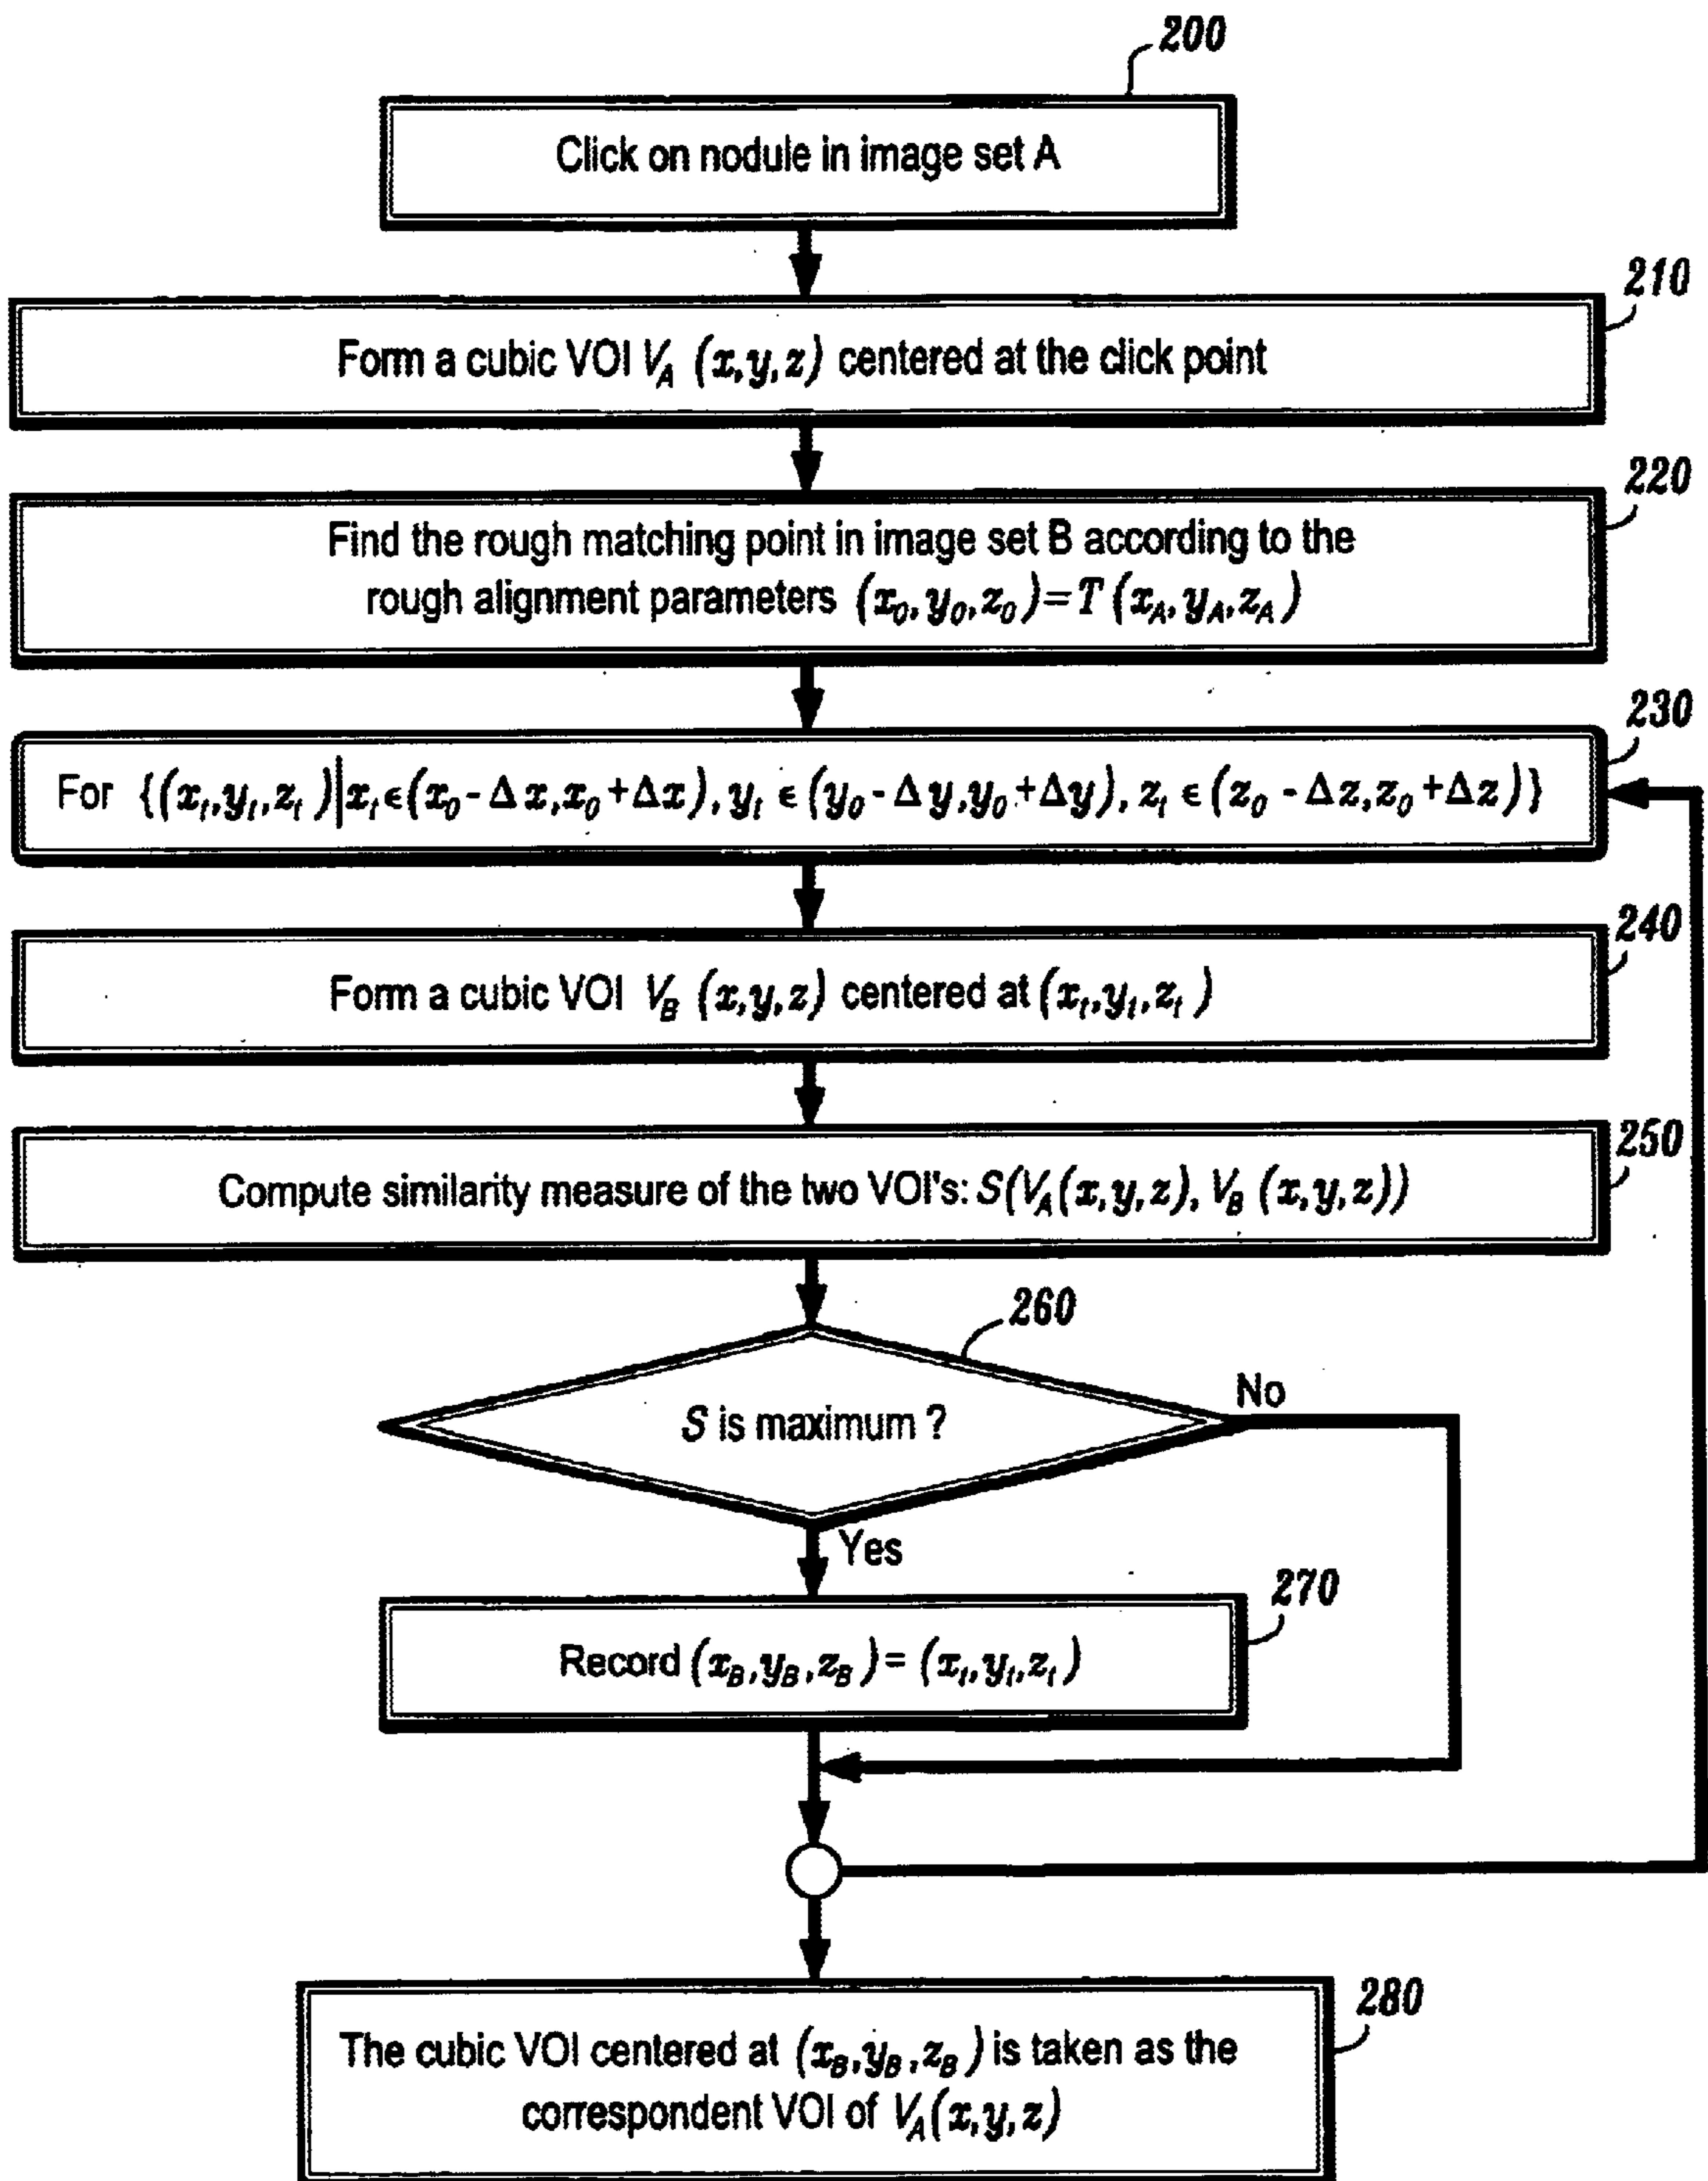 200
Click on nodule in image set A
210
Form a cubic VOI V_A (x,y,z) centered at the click point
220
Find the rough matching point in image set B according to the
rough alignment parameters (x_0,y_0,z_0)=T(x_A,y_A,z_A)
230
For {(x_t,y_t,z_t)|x_t ϵ(x_0-Δx,x_0+Δx), y_t ϵ (y_0-Δy,y_0+Δy), z_t ϵ (z_0-Δz,z_0+Δz)}
240
Form a cubic VOI V_B (x,y,z) centered at (x_t,y_t,z_t)
250
Compute similarity measure of the two VOI's: S(V_A(x,y,z), V_B (x,y,z))
260
S is maximum ?
No
Yes
270
Record (x_B,y_B,z_B)= (x_t,y_t,z_t)
280
The cubic VOI centered at (x_B,y_B,z_B) is taken as the
correspondent VOI of V_A(x,y,z)